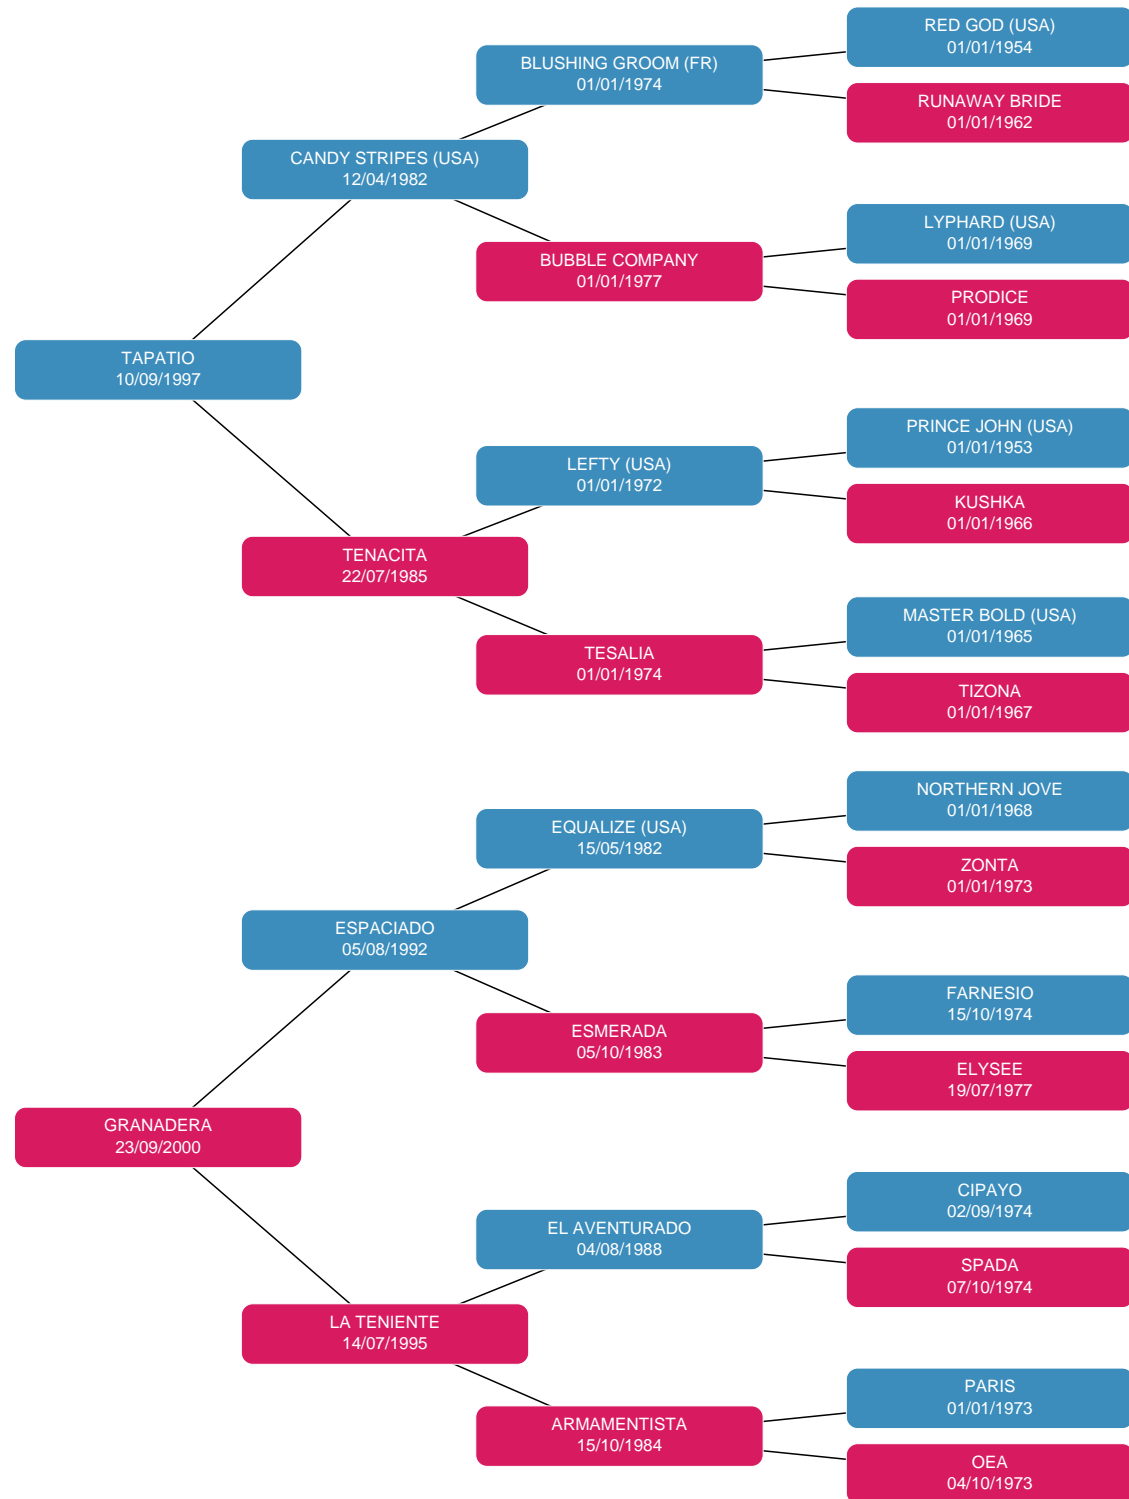 RED GOD (USA)
01/01/1954
BLUSHING GROOM (FR)
01/01/1974
RUNAWAY BRIDE
01/01/1962
CANDY STRIPES (USA)
12/04/1982
LYPHARD (USA)
01/01/1969
BUBBLE COMPANY
01/01/1977
PRODICE
01/01/1969
TAPATIO
10/09/1997
PRINCE JOHN (USA)
01/01/1953
LEFTY (USA)
01/01/1972
KUSHKA
01/01/1966
TENACITA
22/07/1985
MASTER BOLD (USA)
01/01/1965
TESALIA
01/01/1974
TIZONA
01/01/1967
NORTHERN JOVE
01/01/1968
EQUALIZE (USA)
15/05/1982
ZONTA
01/01/1973
ESPACIADO
05/08/1992
FARNESIO
15/10/1974
ESMERADA
05/10/1983
ELYSEE
19/07/1977
GRANADERA
23/09/2000
CIPAYO
02/09/1974
EL AVENTURADO
04/08/1988
SPADA
07/10/1974
LA TENIENTE
14/07/1995
PARIS
01/01/1973
ARMAMENTISTA
15/10/1984
OEA
04/10/1973